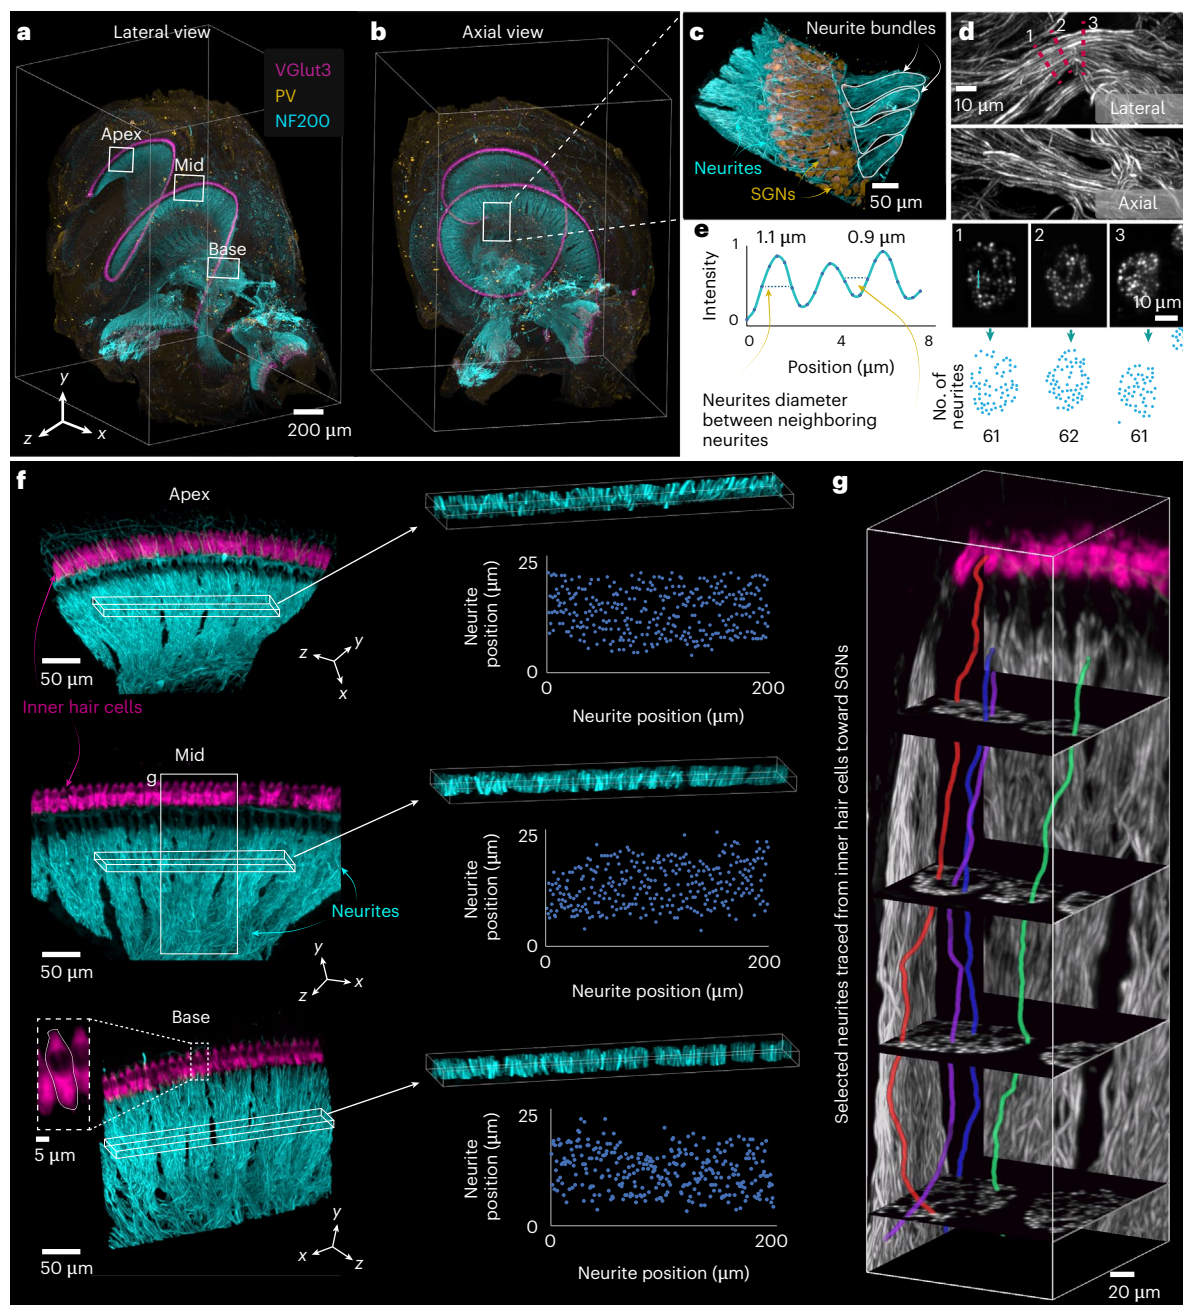 a
Lateral view
VGlut3
PV
NF200
Apex
Mid
Base
y
z
x
200 μm
b
Axial view
c
Neurite bundles
Neurites
SGNs
50 μm
d
1
2
3
10 μm
Lateral
Axial
1
2
3
10 μm
No. of
neurites
61
62
61
e
1.1 μm
0.9 μm
1
Intensity
0
0
4
8
Position (μm)
Neurites diameter
between neighboring
neurites
f
Apex
50 μm
z
y
x
Inner hair cells
25
Neurite
position (μm)
0
0
200
Neurite position (μm)
Mid
g
Neurites
50 μm
y
x
z
25
Neurite
position (μm)
0
0
200
Neurite position (μm)
Base
5 μm
50 μm
y
x
z
25
Neurite
position (μm)
0
0
200
Neurite position (μm)
g
Selected neurites traced from inner hair cells toward SGNs
20 μm